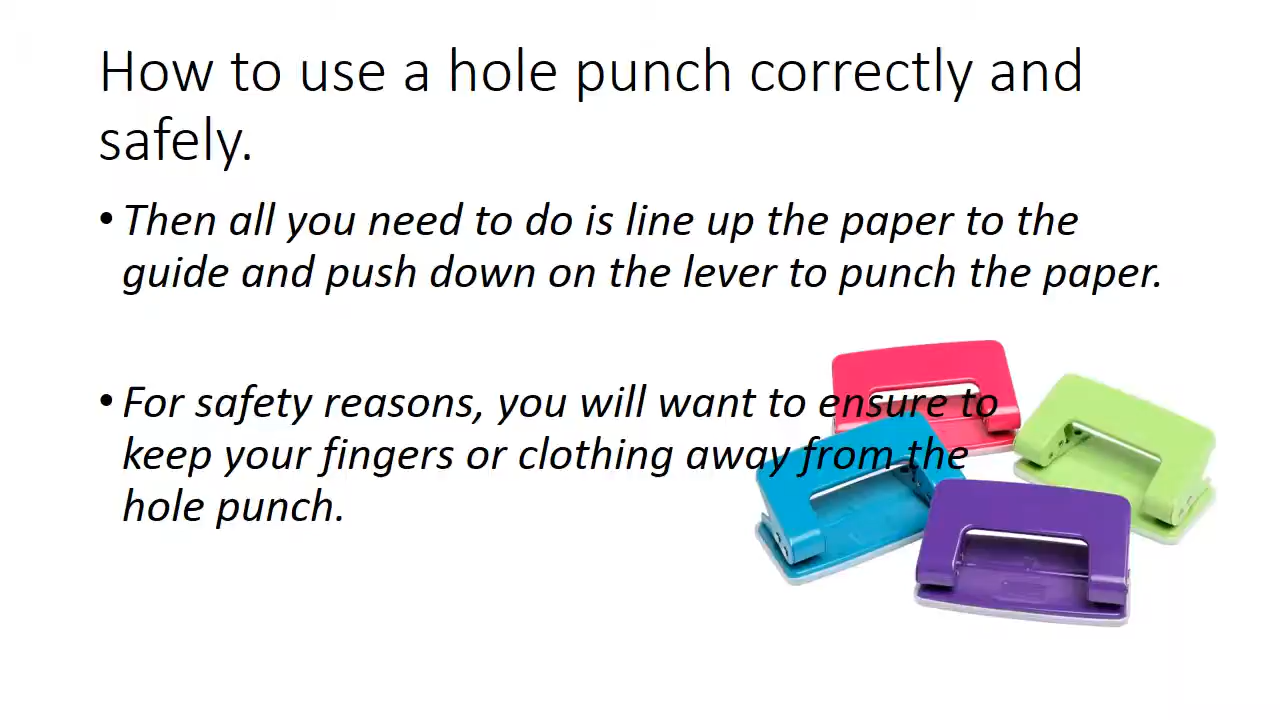 How to use a hole punch correctly and
safely.
• Then all you need to do is line up the paper to the
guide and push down on the lever to punch the paper.
• For safety reasons, you will want to ensure to
keep your fingers or clothing away from the
hole punch.